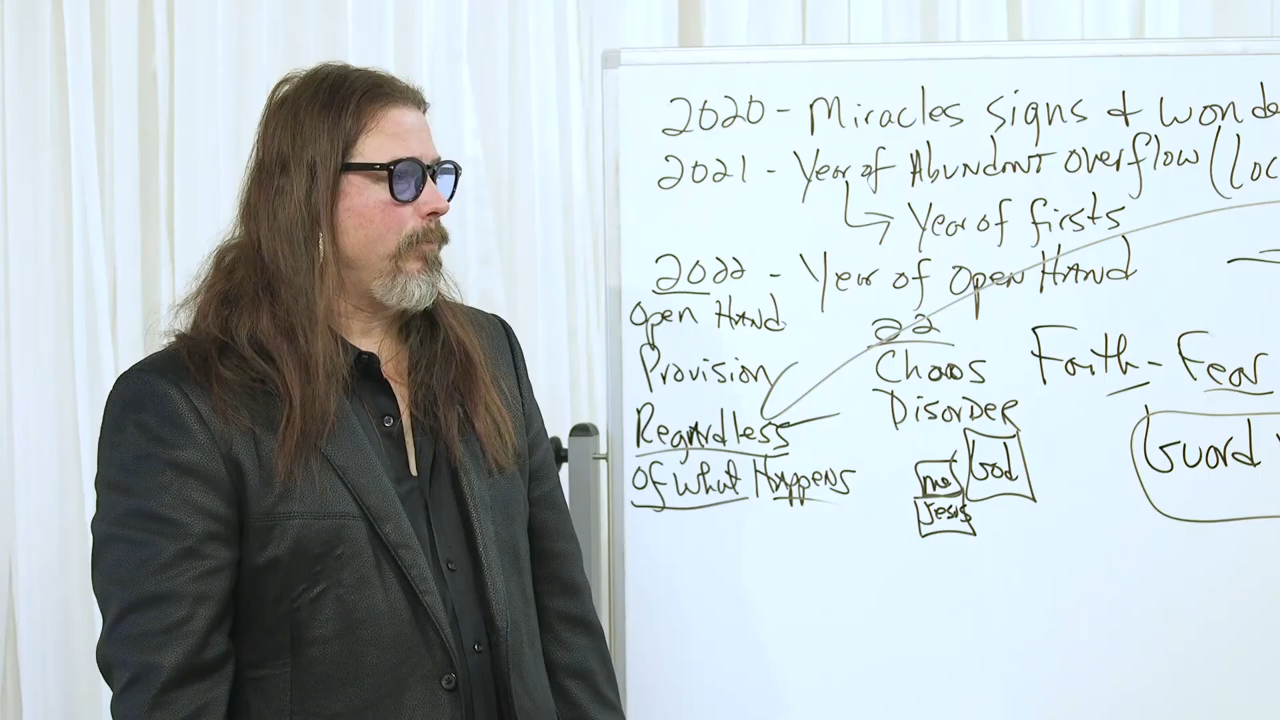 2020 - Miracles Signs + Wonde
2021 - Year of Abundant Overflow (Loc
Year of firsts
2022 - Year of Open Hand
Open Hand
Provision
Regardless
Of what Happens
22
Chaos
Disorder
me God
Jesus
Faith - Fear
Guard